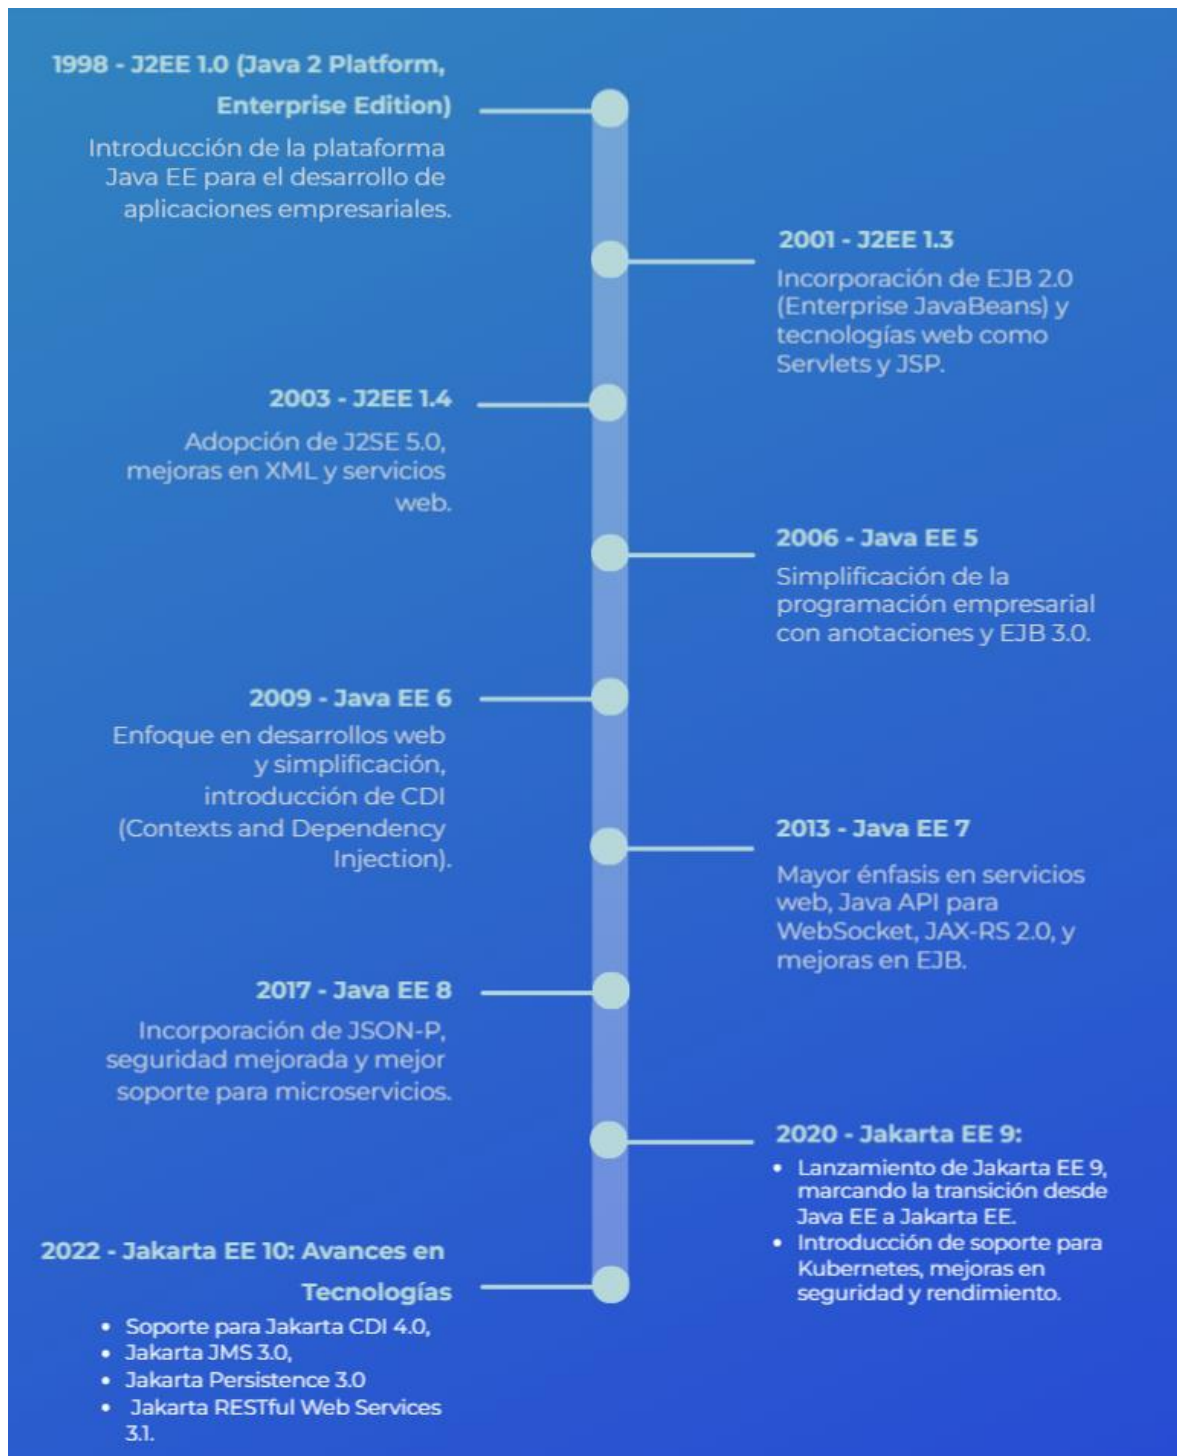 1998 - J2EE 1.0 (Java 2 Platform,
Enterprise Edition)
Introducción de la plataforma
Java EE para el desarrollo de
aplicaciones empresariales.
2001 - J2EE 1.3
Incorporación de EJB 2.0
(Enterprise JavaBeans) y
tecnologías web como
Servlets y JSP.
2003 - J2EE 1.4
Adopción de J2SE 5.0,
mejoras en XML y servicios
web.
2006 - Java EE 5
Simplificación de la
programación empresarial
con anotaciones y EJB 3.0.
2009 - Java EE 6
Enfoque en desarrollos web
y simplificación,
introducción de CDI
(Contexts and Dependency
Injection).
2013 - Java EE 7
Mayor énfasis en servicios
web, Java API para
WebSocket, JAX-RS 2.0, y
mejoras en EJB.
2017 - Java EE 8
Incorporación de JSON-P,
seguridad mejorada y mejor
soporte para microservicios.
2020 - Jakarta EE 9:
• Lanzamiento de Jakarta EE 9,
marcando la transición desde
Java EE a Jakarta EE.
• Introducción de soporte para
Kubernetes, mejoras en
seguridad y rendimiento.
2022 - Jakarta EE 10: Avances en
Tecnologías
• Soporte para Jakarta CDI 4.0,
• Jakarta JMS 3.0,
• Jakarta Persistence 3.0
• Jakarta RESTful Web Services
3.1.